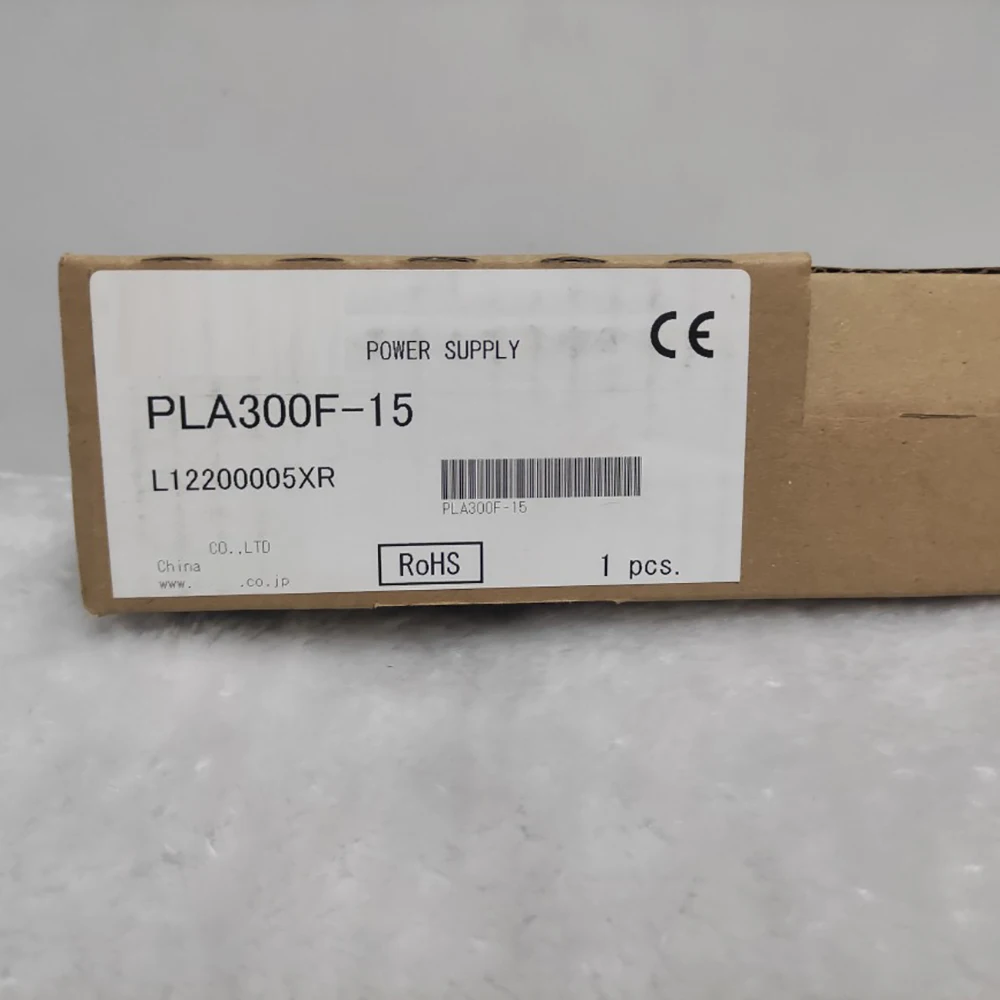 POWER SUPPLY
CE
PLA300F-15
L12200005XR
PLA300F-15
CO.,LTD
China
www. .co.jp
RoHS
1 pcs.